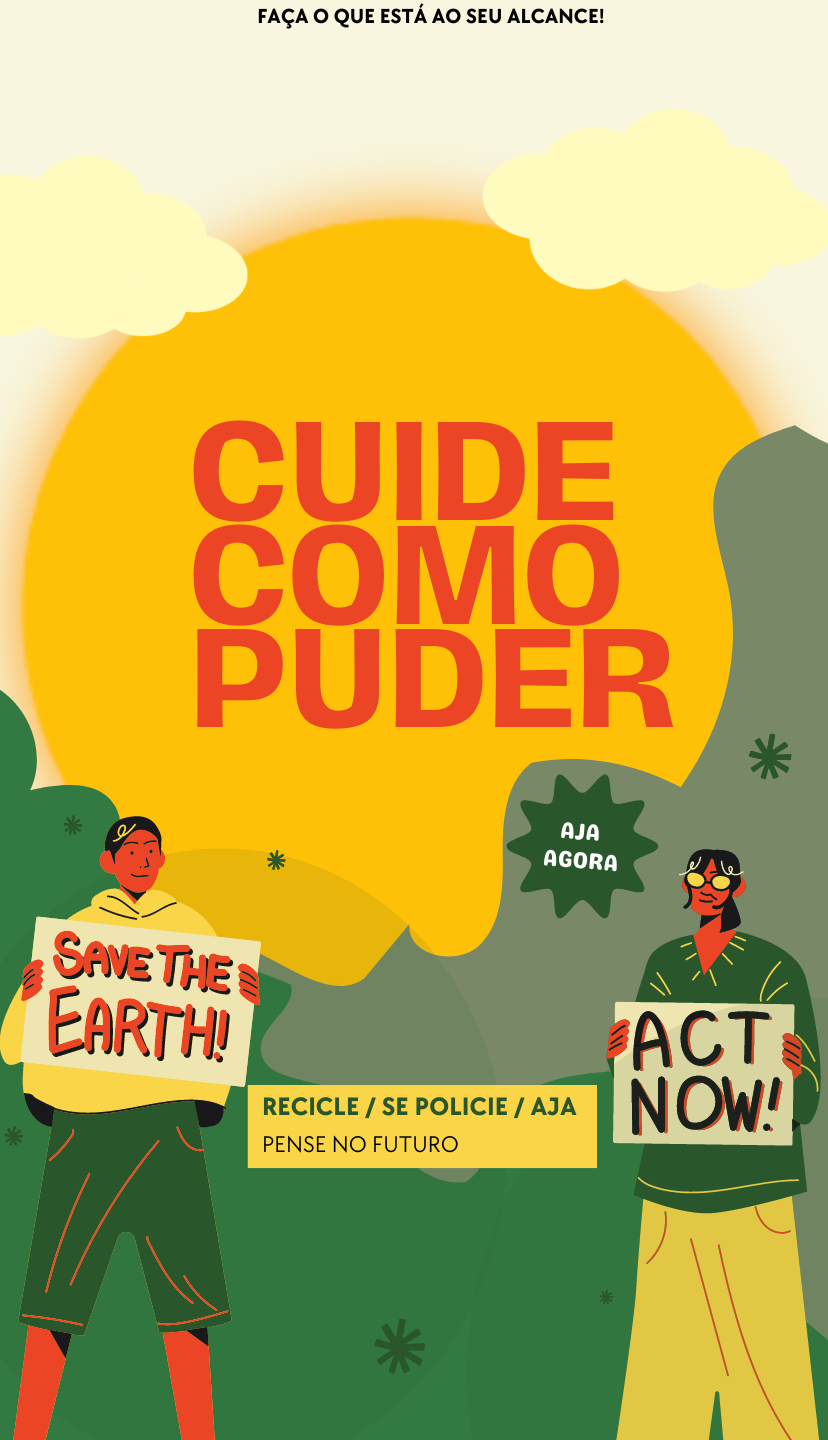 FAÇA O QUE ESTÁ AO SEU ALCANCE!
CUIDE
COMO
PUDER
AJA
AGORA
SAVE THE
EARTH!
ACT
NOW!
RECICLE / SE POLICIE / AJA
PENSE NO FUTURO